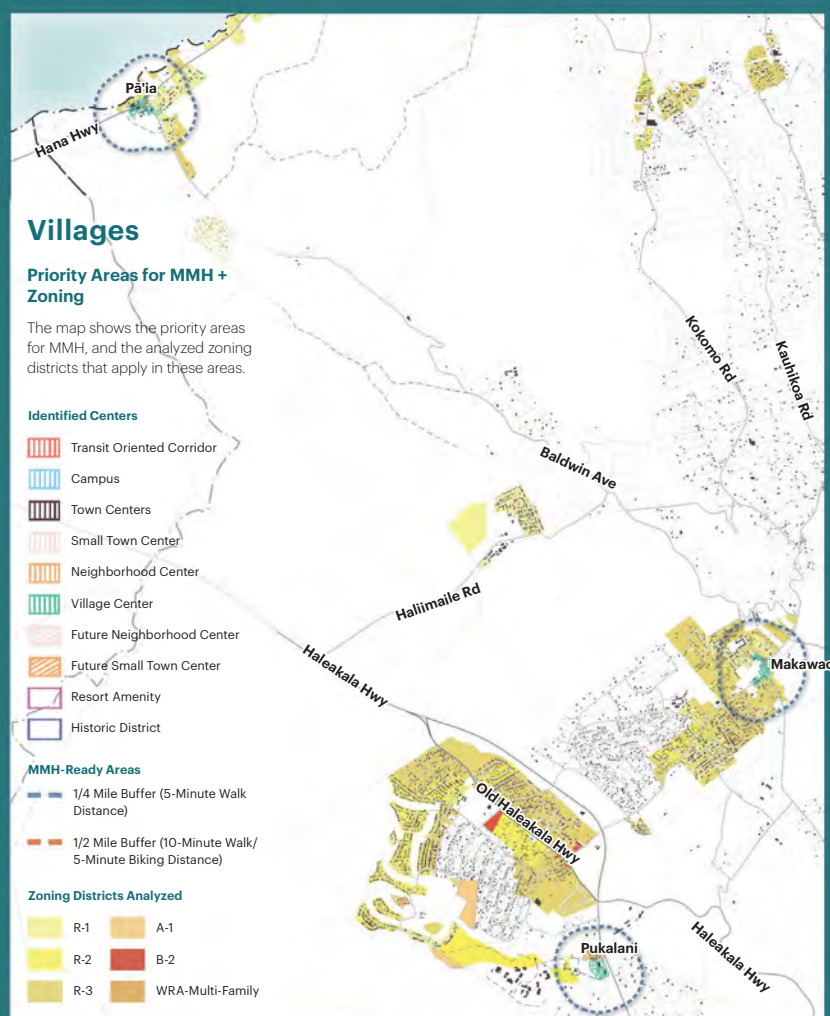 Pā'ia
Hana Hwy
Villages
Priority Areas for MMH +
Zoning
The map shows the priority areas
for MMH, and the analyzed zoning
districts that apply in these areas.
Identified Centers
Transit Oriented Corridor
Campus
Town Centers
Small Town Center
Neighborhood Center
Village Center
Future Neighborhood Center
Future Small Town Center
Resort Amenity
Historic District
MMH-Ready Areas
1/4 Mile Buffer (5-Minute Walk
Distance)
1/2 Mile Buffer (10-Minute Walk/
5-Minute Biking Distance)
Zoning Districts Analyzed
R-1
A-1
R-2
B-2
R-3
WRA-Multi-Family
Kokomo Rd
Kauhikoa Rd
Baldwin Ave
Haliimaile Rd
Haleakala Hwy
Makawao
Old Haleakala Hwy
Pukalani
Haleakala Hwy